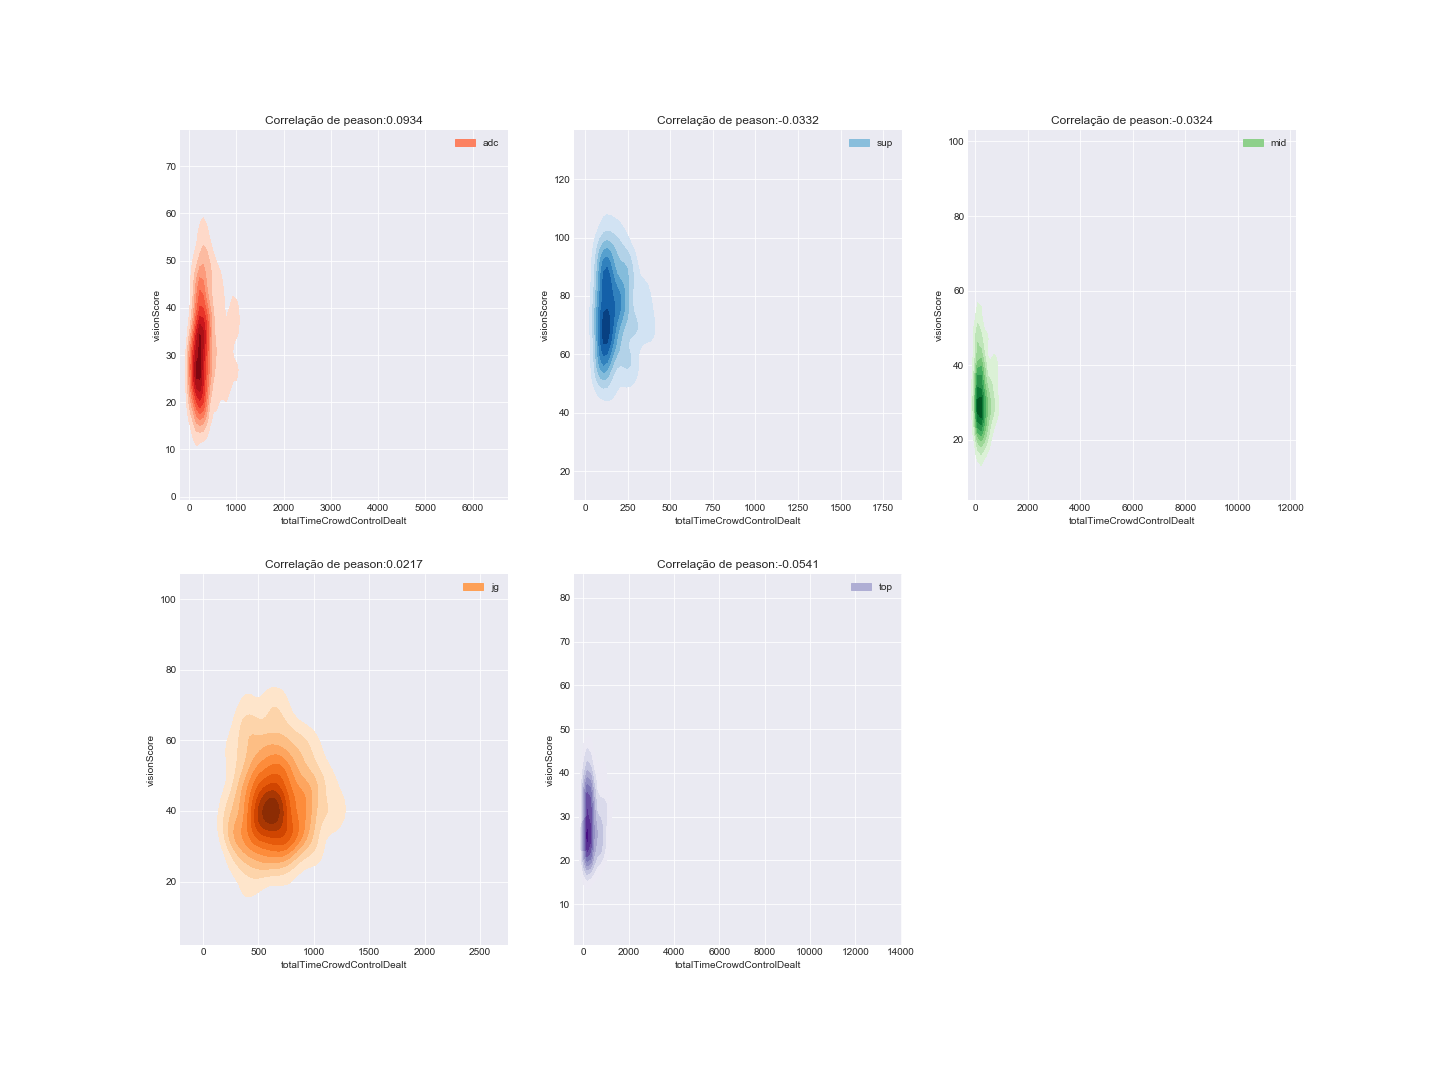 Correlação de peason:0.0934
adc
70
60
50
40
30
20
10
0
visionScore
0 1000 2000 3000 4000 5000 6000
totalTimeCrowdControlDealt
Correlação de peason:-0.0332
sup
120
100
80
60
40
20
visionScore
0 250 500 750 1000 1250 1500 1750
totalTimeCrowdControlDealt
Correlação de peason:-0.0324
mid
100
80
60
40
20
visionScore
0 2000 4000 6000 8000 10000 12000
totalTimeCrowdControlDealt
Correlação de peason:0.0217
jg
100
80
60
40
20
visionScore
0 500 1000 1500 2000 2500
totalTimeCrowdControlDealt
Correlação de peason:-0.0541
top
80
70
60
50
40
30
20
10
visionScore
0 2000 4000 6000 8000 10000 12000 14000
totalTimeCrowdControlDealt